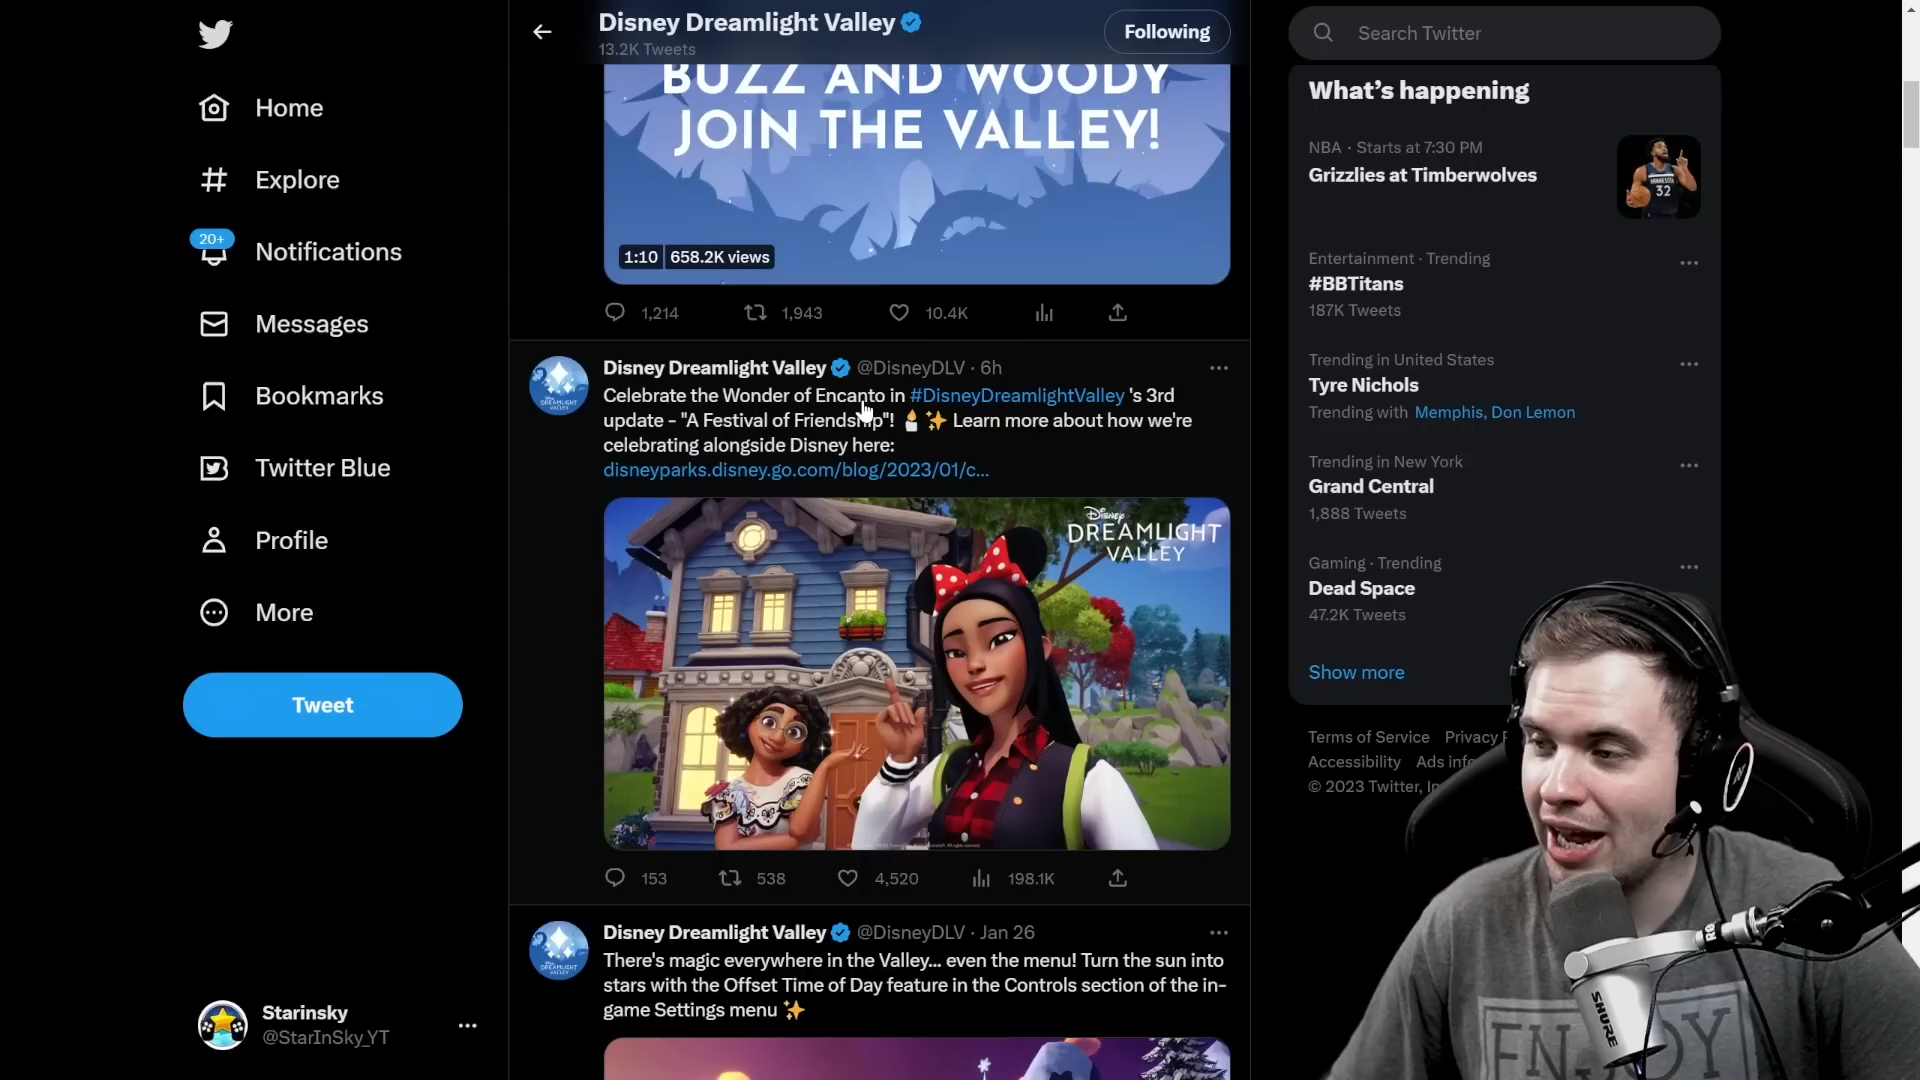 Home
Explore
20+
Notifications
Messages
Bookmarks
Twitter Blue
Profile
More
Tweet
Starinsky
@StarInSky_YT
Disney Dreamlight Valley
13.2K Tweets
Following
BUZZ AND WOODY
JOIN THE VALLEY!
1:10 658.2K views
1,214 1,943 10.4K
Disney Dreamlight Valley @DisneyDLV · 6h
Celebrate the Wonder of Encanto in #DisneyDreamlightValley 's 3rd
update - "A Festival of Friendship"! 🕯️✨ Learn more about how we're
celebrating alongside Disney here:
disneyparks.disney.go.com/blog/2023/01/c...
Disney
DREAMLIGHT
VALLEY
153 538 4,520 198.1K
Disney Dreamlight Valley @DisneyDLV · Jan 26
There's magic everywhere in the Valley... even the menu! Turn the sun into
stars with the Offset Time of Day feature in the Controls section of the in-
game Settings menu ✨
Search Twitter
What's happening
NBA · Starts at 7:30 PM
Grizzlies at Timberwolves
32
Entertainment · Trending
#BBTitans
187K Tweets
Trending in United States
Tyre Nichols
Trending with Memphis, Don Lemon
Trending in New York
Grand Central
1,888 Tweets
Gaming · Trending
Dead Space
47.2K Tweets
Show more
Terms of Service Privacy
Accessibility Ads
© 2023 Twitter,
SHURE